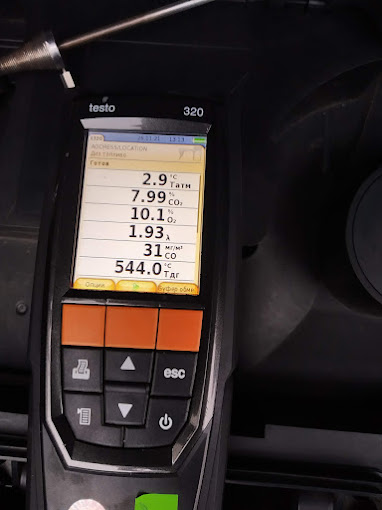 testo 320
ADDRESS/LOCATION
Готов
2.9 °C Tатм
7.99 % CO₂
10.1 % O₂
1.93 λ
31 мг/м³ CO
544.0 °C Tдг
Опции
esc